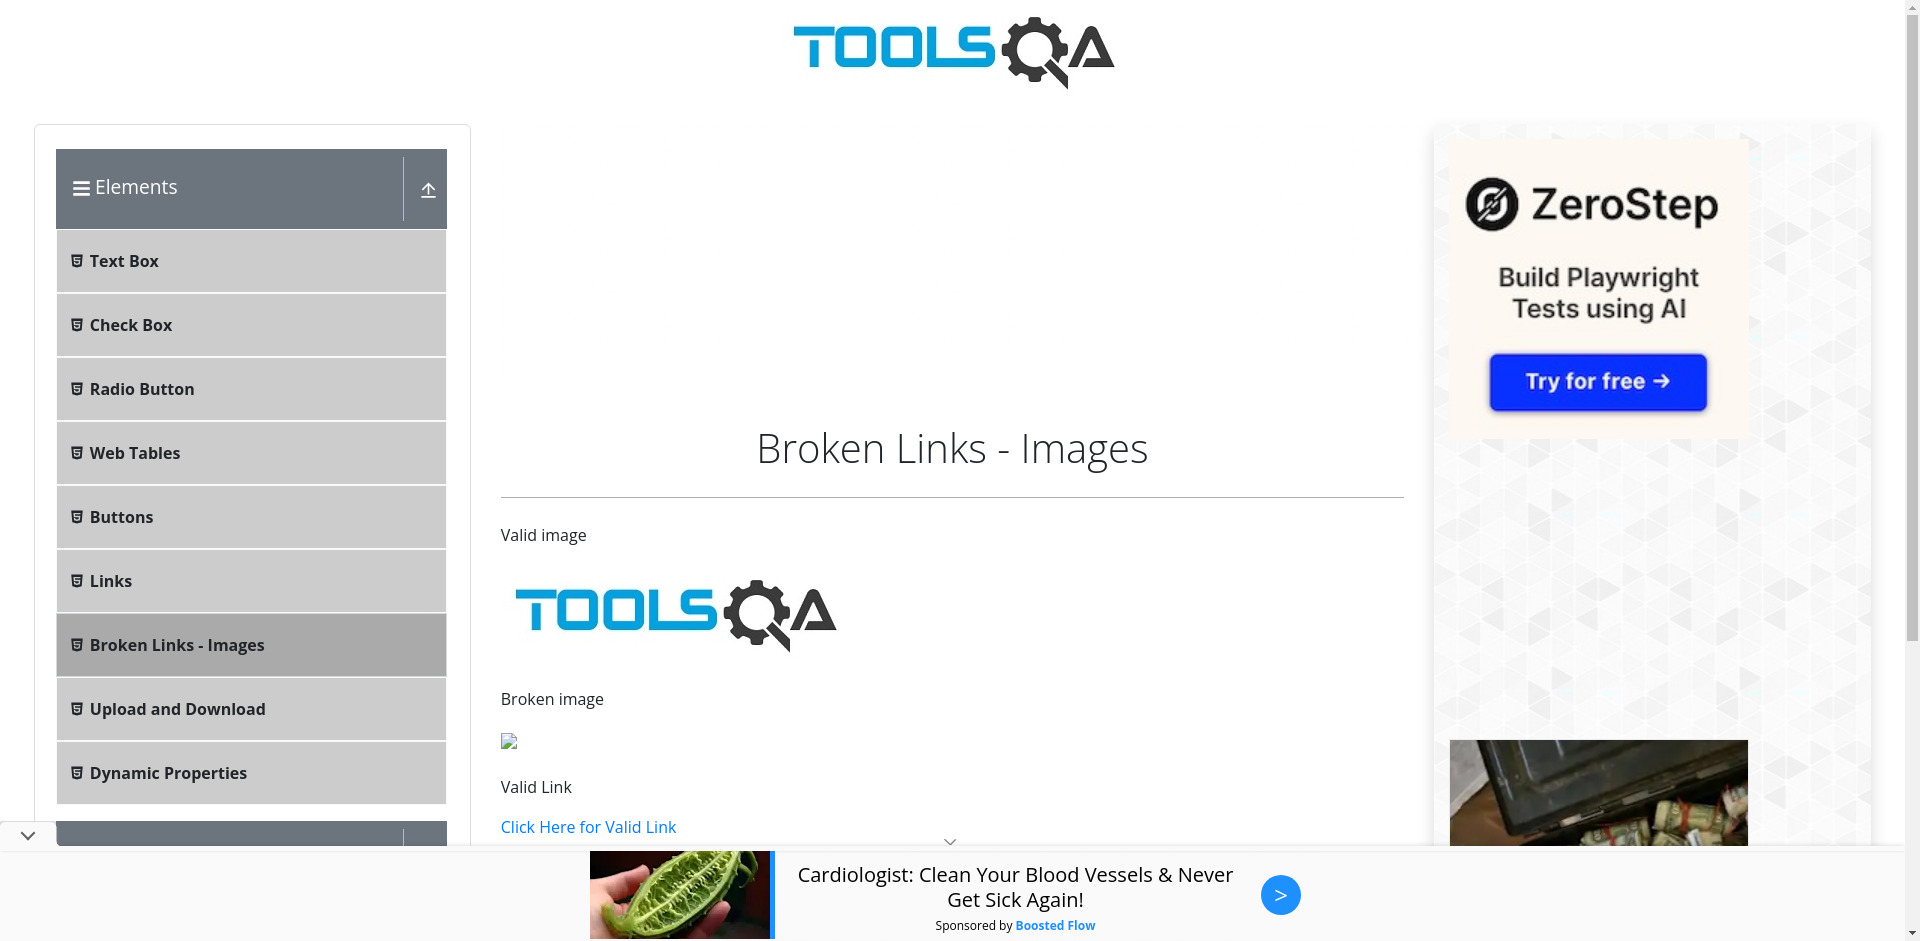 TOOLSQA
Elements
Text Box
Check Box
Radio Button
Web Tables
Buttons
Links
Broken Links - Images
Upload and Download
Dynamic Properties
Broken Links - Images
Valid image
TOOLSQA
Broken image
Valid Link
Click Here for Valid Link
ZeroStep
Build Playwright
Tests using AI
Try for free →
Cardiologist: Clean Your Blood Vessels & Never
Get Sick Again!
Sponsored by Boosted Flow
>